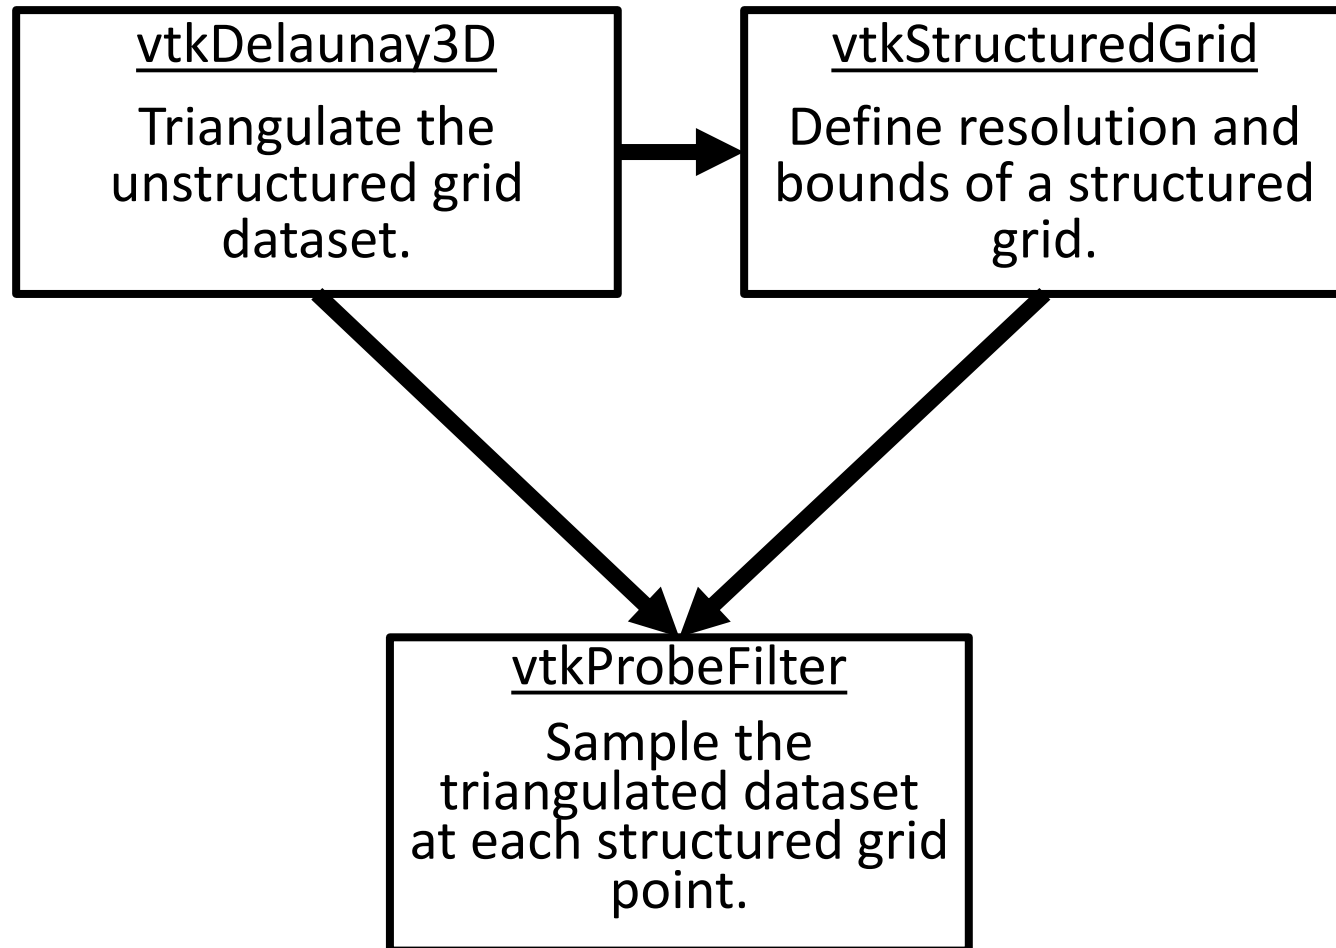 vtkDelaunay3D
Triangulate the
unstructured grid
dataset.
vtkStructuredGrid
Define resolution and
bounds of a structured
grid.
vtkProbeFilter
Sample the
triangulated dataset
at each structured grid
point.